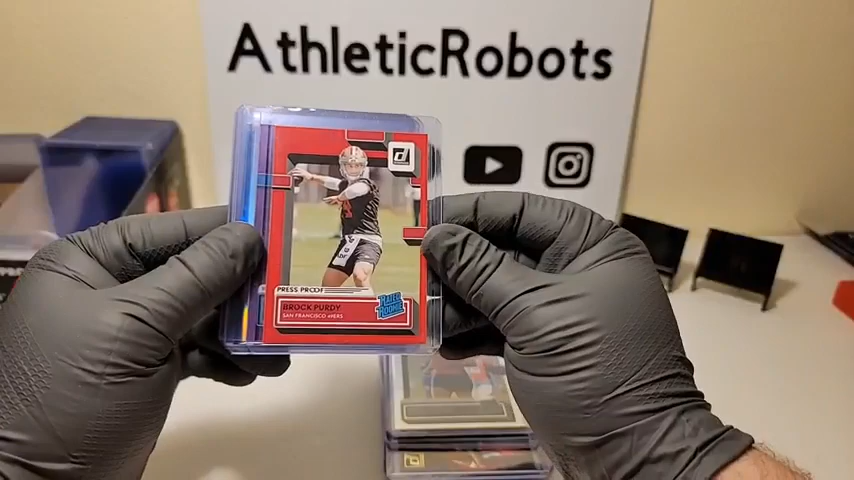 AthleticRobots
PRESS PROOF
BROCK PURDY
SAN FRANCISCO 49ERS
RATED
ROOKIE